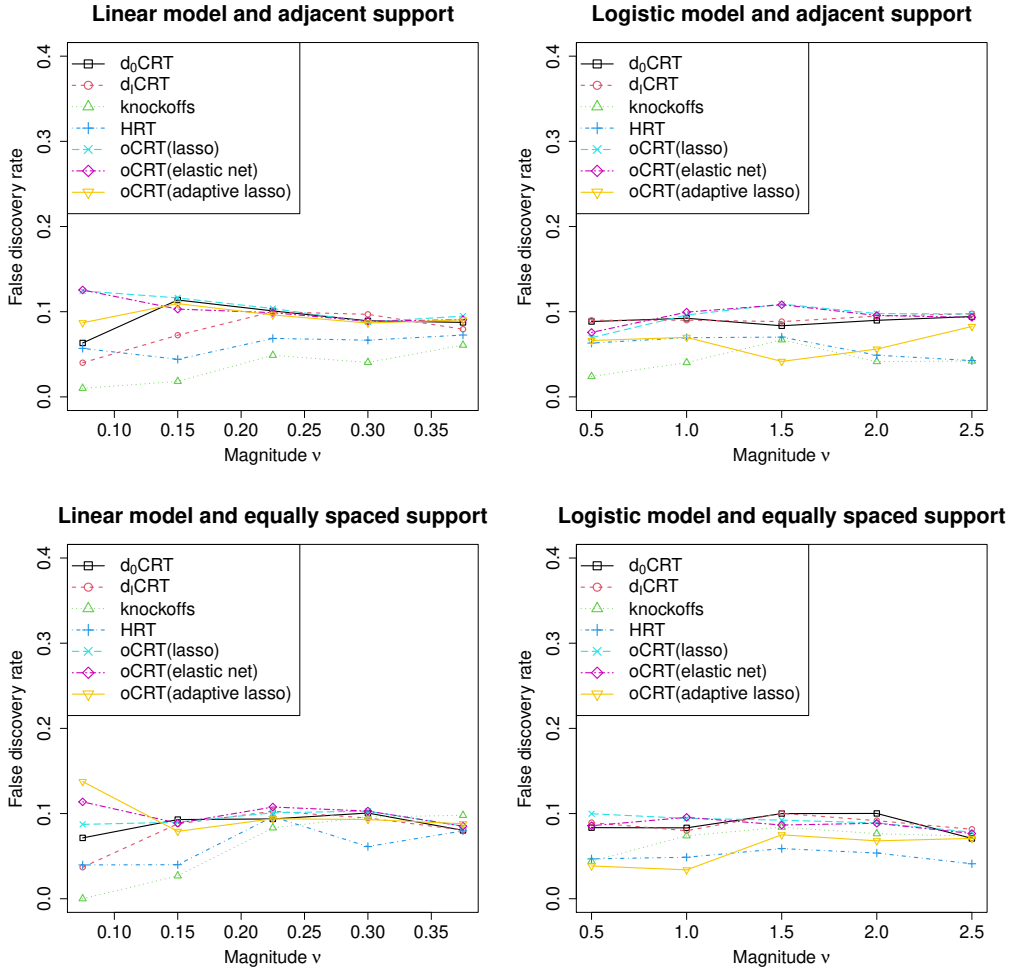 Linear model and adjacent support
False discovery rate
0.0 0.1 0.2 0.3 0.4
d₀CRT
dₗCRT
knockoffs
HRT
oCRT(lasso)
oCRT(elastic net)
oCRT(adaptive lasso)
0.10 0.15 0.20 0.25 0.30 0.35
Magnitude ν
Logistic model and adjacent support
False discovery rate
0.0 0.1 0.2 0.3 0.4
d₀CRT
dₗCRT
knockoffs
HRT
oCRT(lasso)
oCRT(elastic net)
oCRT(adaptive lasso)
0.5 1.0 1.5 2.0 2.5
Magnitude ν
Linear model and equally spaced support
False discovery rate
0.0 0.1 0.2 0.3 0.4
d₀CRT
dₗCRT
knockoffs
HRT
oCRT(lasso)
oCRT(elastic net)
oCRT(adaptive lasso)
0.10 0.15 0.20 0.25 0.30 0.35
Magnitude ν
Logistic model and equally spaced support
False discovery rate
0.0 0.1 0.2 0.3 0.4
d₀CRT
dₗCRT
knockoffs
HRT
oCRT(lasso)
oCRT(elastic net)
oCRT(adaptive lasso)
0.5 1.0 1.5 2.0 2.5
Magnitude ν